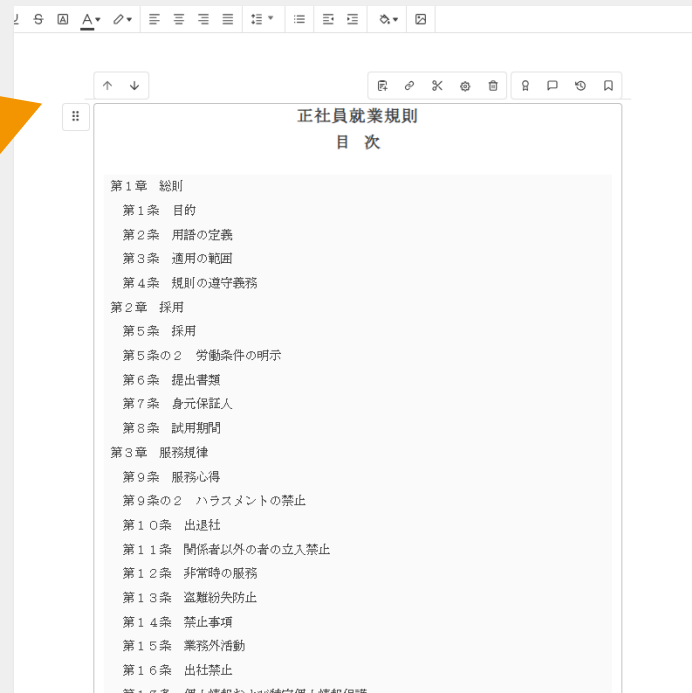 正社員就業規則
目 次
第１章　総則
第１条　目的
第２条　用語の定義
第３条　適用の範囲
第４条　規則の遵守義務
第２章　採用
第５条　採用
第５条の２　労働条件の明示
第６条　提出書類
第７条　身元保証人
第８条　試用期間
第３章　服務規律
第９条　服務心得
第９条の２　ハラスメントの禁止
第１０条　出退社
第１１条　関係者以外の者の立入禁止
第１２条　非常時の服務
第１３条　盗難紛失防止
第１４条　禁止事項
第１５条　業務外活動
第１６条　出社禁止